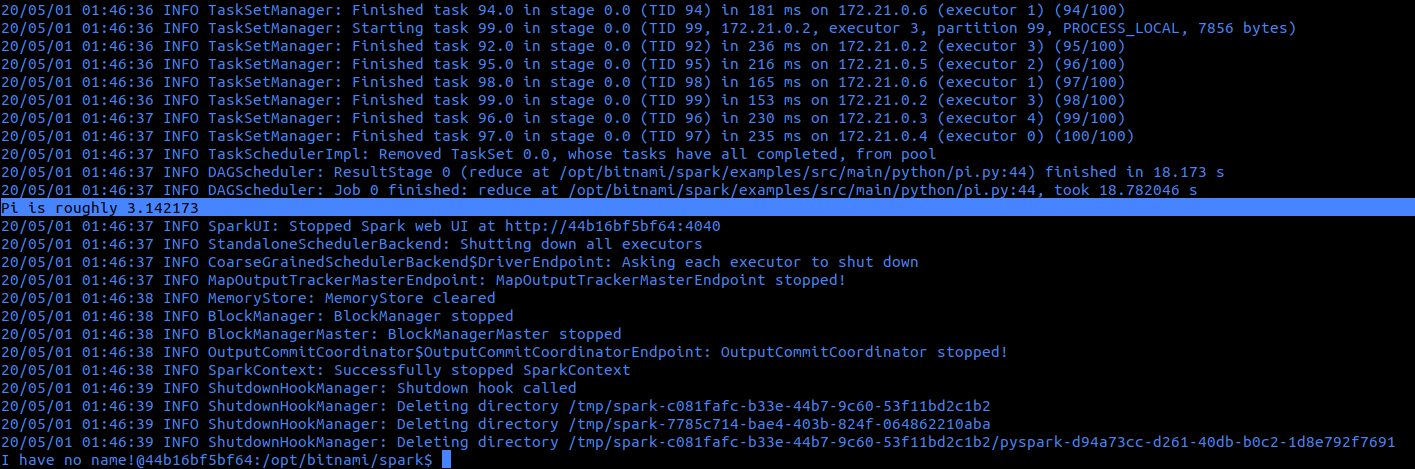 20/05/01 01:46:36 INFO TaskSetManager: Finished task 94.0 in stage 0.0 (TID 94) in 181 ms on 172.21.0.6 (executor 1) (94/100)
20/05/01 01:46:36 INFO TaskSetManager: Starting task 99.0 in stage 0.0 (TID 99, 172.21.0.2, executor 3, partition 99, PROCESS_LOCAL, 7856 bytes)
20/05/01 01:46:36 INFO TaskSetManager: Finished task 92.0 in stage 0.0 (TID 92) in 236 ms on 172.21.0.2 (executor 3) (95/100)
20/05/01 01:46:36 INFO TaskSetManager: Finished task 95.0 in stage 0.0 (TID 95) in 216 ms on 172.21.0.5 (executor 2) (96/100)
20/05/01 01:46:36 INFO TaskSetManager: Finished task 98.0 in stage 0.0 (TID 98) in 165 ms on 172.21.0.6 (executor 1) (97/100)
20/05/01 01:46:36 INFO TaskSetManager: Finished task 99.0 in stage 0.0 (TID 99) in 153 ms on 172.21.0.2 (executor 3) (98/100)
20/05/01 01:46:36 INFO TaskSetManager: Finished task 96.0 in stage 0.0 (TID 96) in 230 ms on 172.21.0.3 (executor 4) (99/100)
20/05/01 01:46:36 INFO TaskSetManager: Finished task 97.0 in stage 0.0 (TID 97) in 235 ms on 172.21.0.4 (executor 0) (100/100)
20/05/01 01:46:37 INFO TaskSchedulerImpl: Removed TaskSet 0.0, whose tasks have all completed, from pool
20/05/01 01:46:37 INFO DAGScheduler: ResultStage 0 (reduce at /opt/bitnami/spark/examples/src/main/python/pi.py:44) finished in 18.173 s
20/05/01 01:46:37 INFO DAGScheduler: Job 0 finished: reduce at /opt/bitnami/spark/examples/src/main/python/pi.py:44, took 18.782046 s
Pi is roughly 3.142173
20/05/01 01:46:37 INFO SparkUI: Stopped Spark web UI at http://44b16bf5bf64:4040
20/05/01 01:46:37 INFO StandaloneSchedulerBackend: Shutting down all executors
20/05/01 01:46:37 INFO CoarseGrainedSchedulerBackend$DriverEndpoint: Asking each executor to shut down
20/05/01 01:46:37 INFO MapOutputTrackerMasterEndpoint: MapOutputTrackerMasterEndpoint stopped!
20/05/01 01:46:38 INFO MemoryStore: MemoryStore cleared
20/05/01 01:46:38 INFO BlockManager: BlockManager stopped
20/05/01 01:46:38 INFO BlockManagerMaster: BlockManagerMaster stopped
20/05/01 01:46:38 INFO OutputCommitCoordinator$OutputCommitCoordinatorEndpoint: OutputCommitCoordinator stopped!
20/05/01 01:46:38 INFO SparkContext: Successfully stopped SparkContext
20/05/01 01:46:39 INFO ShutdownHookManager: Shutdown hook called
20/05/01 01:46:39 INFO ShutdownHookManager: Deleting directory /tmp/spark-c081fafc-b33e-44b7-9c60-53f11bd2c1b2
20/05/01 01:46:39 INFO ShutdownHookManager: Deleting directory /tmp/spark-7785c714-bae4-403b-824f-064862210aba
20/05/01 01:46:39 INFO ShutdownHookManager: Deleting directory /tmp/spark-c081fafc-b33e-44b7-9c60-53f11bd2c1b2/pyspark-d94a73cc-d261-40db-b0c2-1d8e792f7691
I have no name!@44b16bf5bf64:/opt/bitnami/spark$